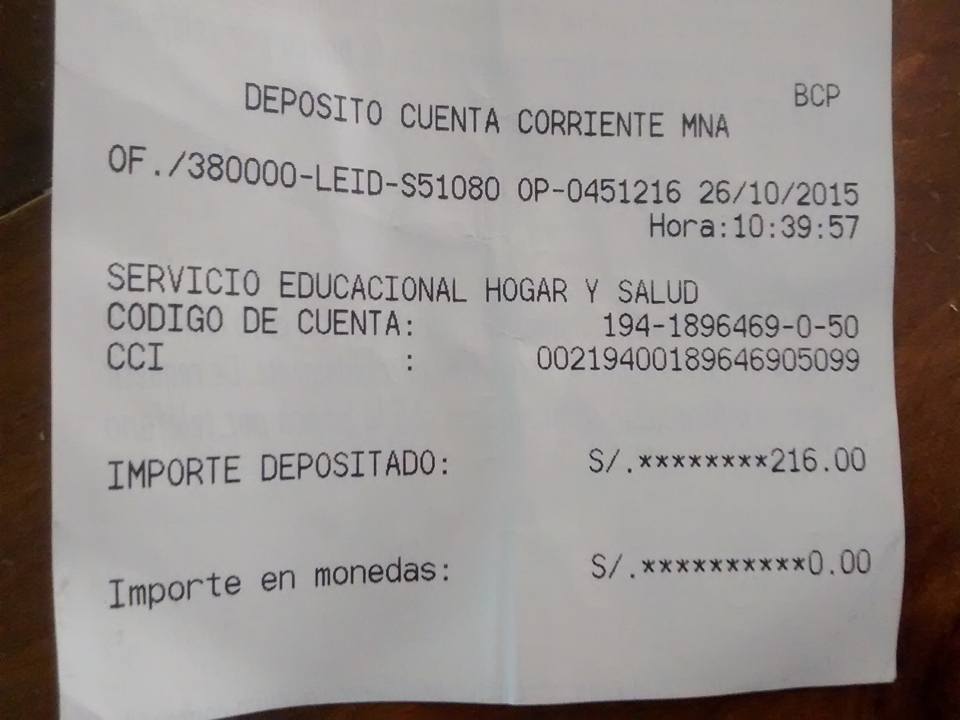 BCP
DEPOSITO CUENTA CORRIENTE MNA
OF./380000-LEID-S51080 OP-0451216 26/10/2015
Hora:10:39:57
SERVICIO EDUCACIONAL HOGAR Y SALUD
CODIGO DE CUENTA: 194-1896469-0-50
CCI : 00219400189646905099
IMPORTE DEPOSITADO: S/.********216.00
Importe en monedas: S/.**********0.00